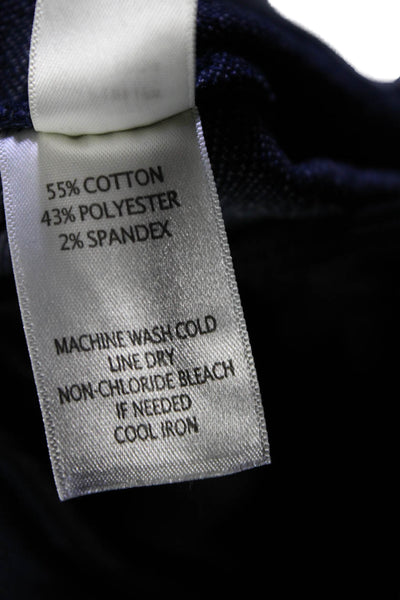 55% COTTON
43% POLYESTER
2% SPANDEX
MACHINE WASH COLD
LINE DRY
NON-CHLORIDE BLEACH
IF NEEDED
COOL IRON